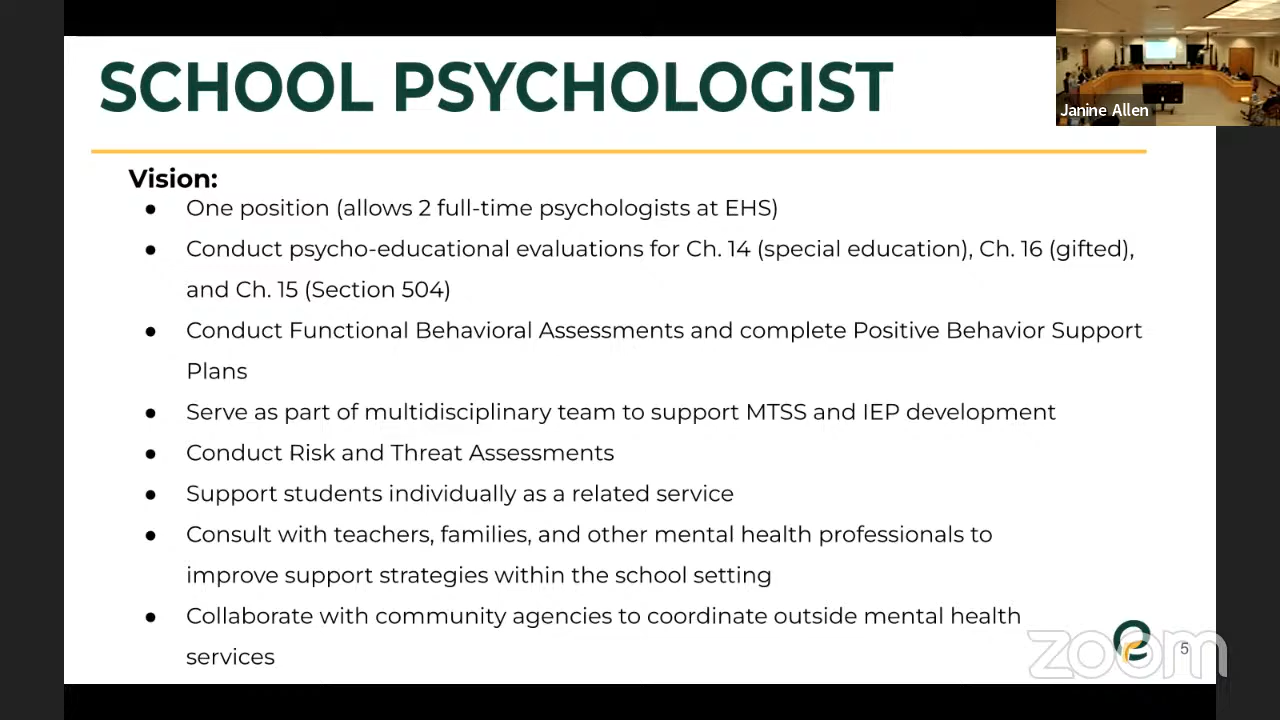 SCHOOL PSYCHOLOGIST
Janine Allen
Vision:
● One position (allows 2 full-time psychologists at EHS)
● Conduct psycho-educational evaluations for Ch. 14 (special education), Ch. 16 (gifted),
and Ch. 15 (Section 504)
● Conduct Functional Behavioral Assessments and complete Positive Behavior Support
Plans
● Serve as part of multidisciplinary team to support MTSS and IEP development
● Conduct Risk and Threat Assessments
● Support students individually as a related service
● Consult with teachers, families, and other mental health professionals to
improve support strategies within the school setting
● Collaborate with community agencies to coordinate outside mental health
services
zoom
5